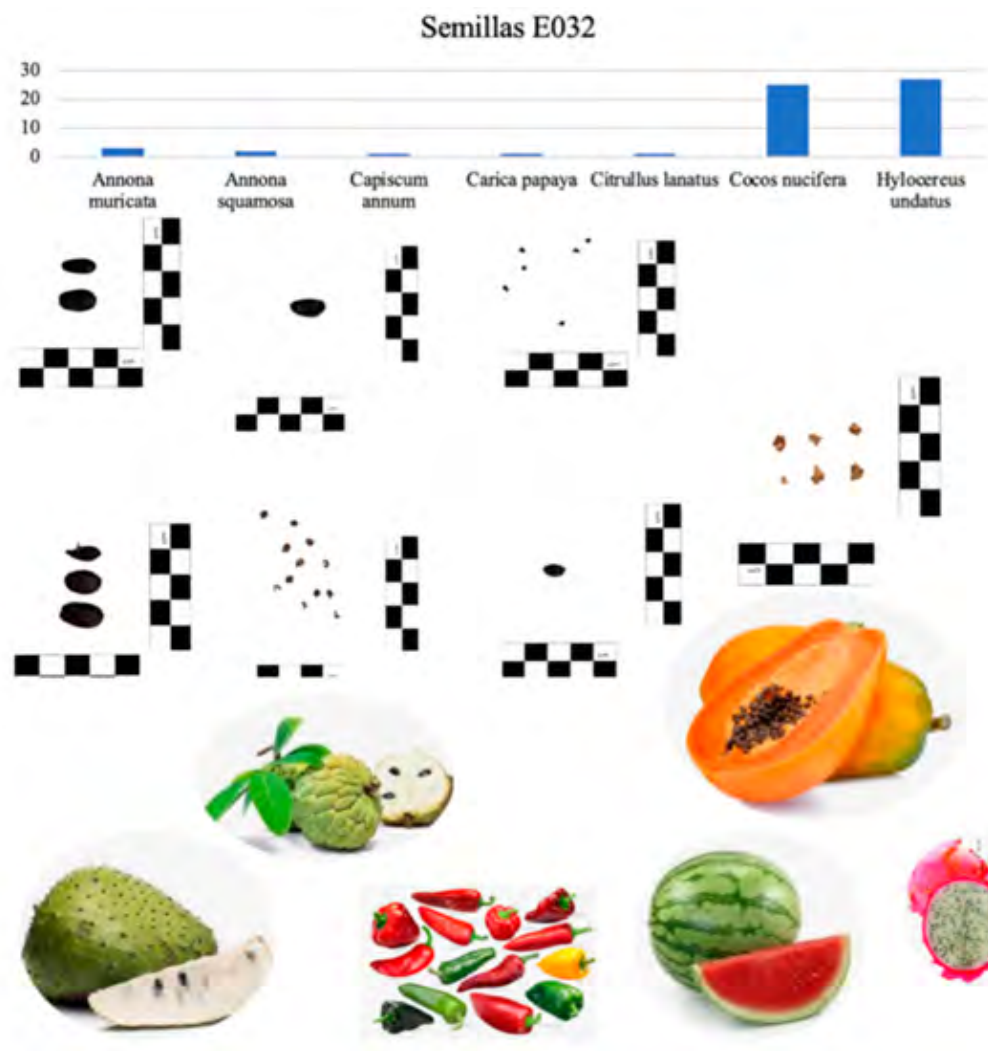 Semillas E032
30
20
10
0
Annona muricata
Annona squamosa
Capiscum annum
Carica papaya
Citrullus lanatus
Cocos nucifera
Hylocereus undatus